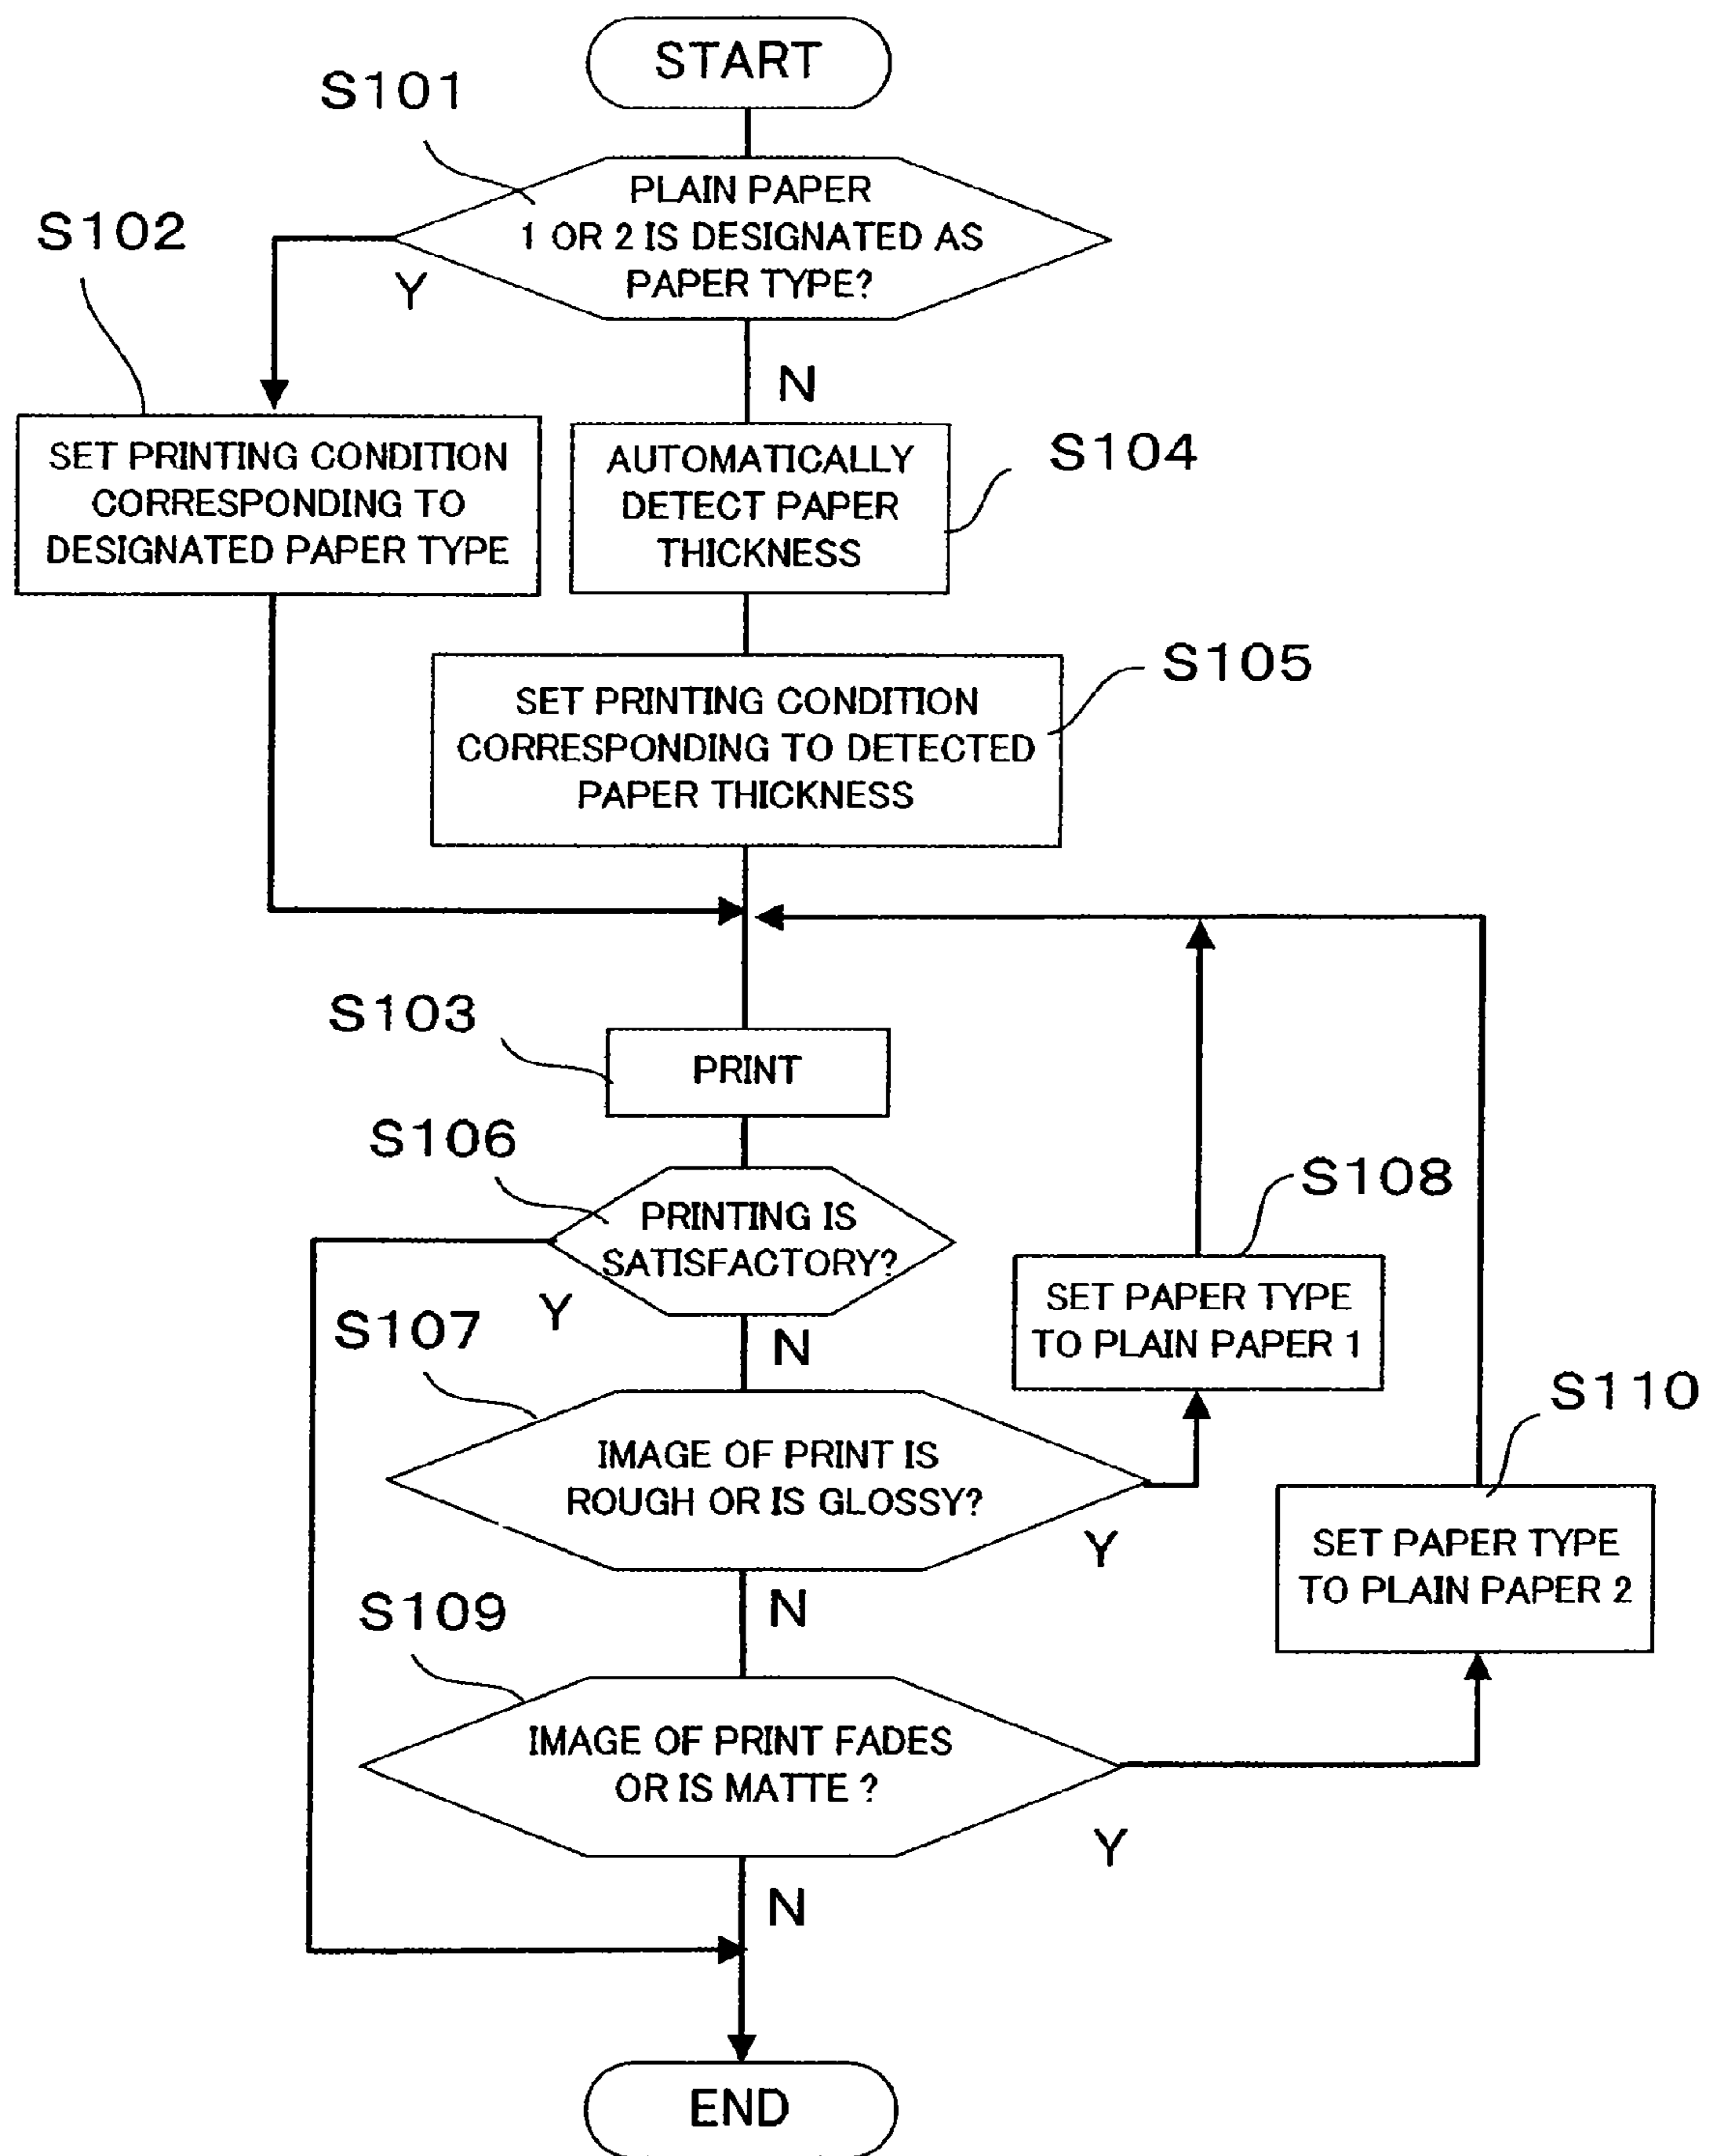 START
S101
PLAIN PAPER
1 OR 2 IS DESIGNATED AS
PAPER TYPE?
S102
Y
N
SET PRINTING CONDITION
CORRESPONDING TO
DESIGNATED PAPER TYPE
AUTOMATICALLY
DETECT PAPER
THICKNESS
S104
S105
SET PRINTING CONDITION
CORRESPONDING TO DETECTED
PAPER THICKNESS
S103
PRINT
S106
PRINTING IS
SATISFACTORY?
Y
N
S108
SET PAPER TYPE
TO PLAIN PAPER 1
S107
IMAGE OF PRINT IS
ROUGH OR IS GLOSSY?
Y
N
S110
SET PAPER TYPE
TO PLAIN PAPER 2
S109
IMAGE OF PRINT FADES
OR IS MATTE ?
Y
N
END